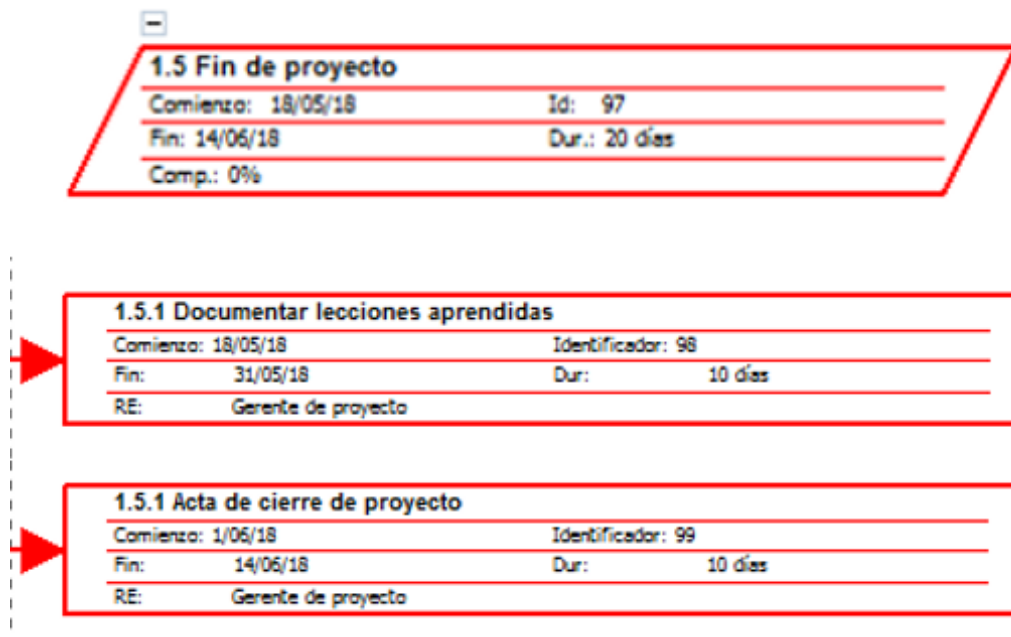 1.5 Fin de proyecto
Comienzo: 18/05/18 Id: 97
Fin: 14/06/18 Dur.: 20 días
Comp.: 0%
1.5.1 Documentar lecciones aprendidas
Comienzo: 18/05/18 Identificador: 98
Fin: 31/05/18 Dur: 10 días
RE: Gerente de proyecto
1.5.1 Acta de cierre de proyecto
Comienzo: 1/06/18 Identificador: 99
Fin: 14/06/18 Dur: 10 días
RE: Gerente de proyecto